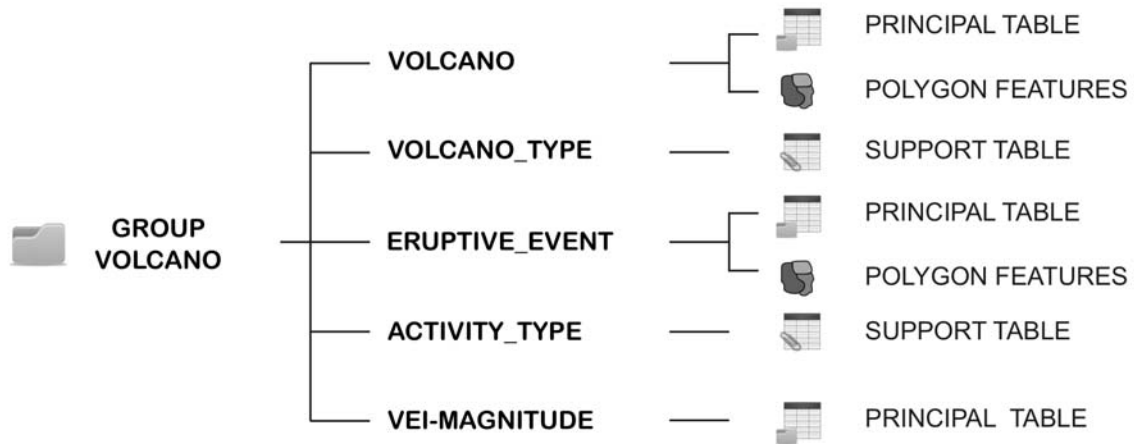 GROUP
VOLCANO
VOLCANO
PRINCIPAL TABLE
POLYGON FEATURES
VOLCANO_TYPE
SUPPORT TABLE
ERUPTIVE_EVENT
PRINCIPAL TABLE
POLYGON FEATURES
ACTIVITY_TYPE
SUPPORT TABLE
VEI-MAGNITUDE
PRINCIPAL TABLE